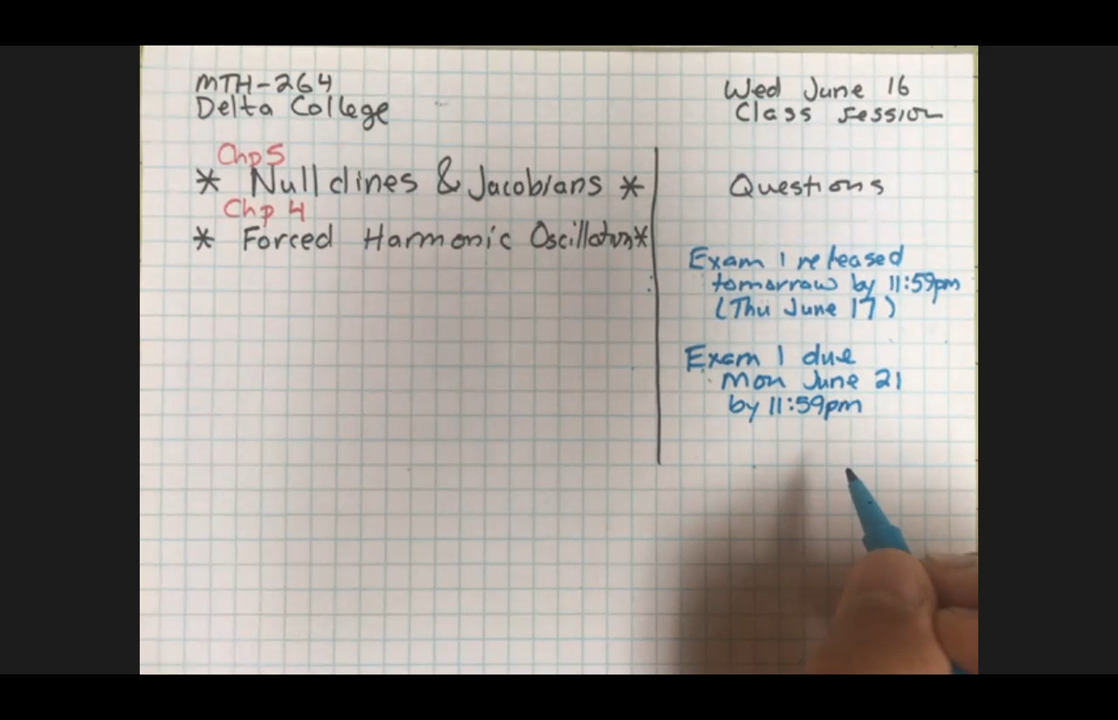 MTH-264
Delta College
Wed June 16
Class session
Chp 5
* Nullclines & Jacobians *
Chp 4
* Forced Harmonic Oscillators *
Questions
Exam 1 released
tomorrow by 11:59pm
(Thu June 17)
Exam 1 due
Mon June 21
by 11:59pm